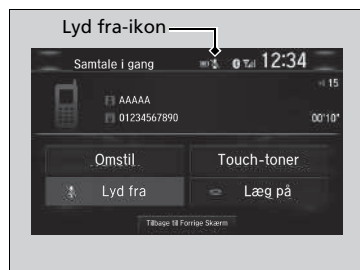 Lyd fra-ikon
Samtale i gang 12:34
15
AAAAA
01234567890 00'10"
Omstil Touch-toner
Lyd fra Læg på
Tilbage til Forrige Skærm